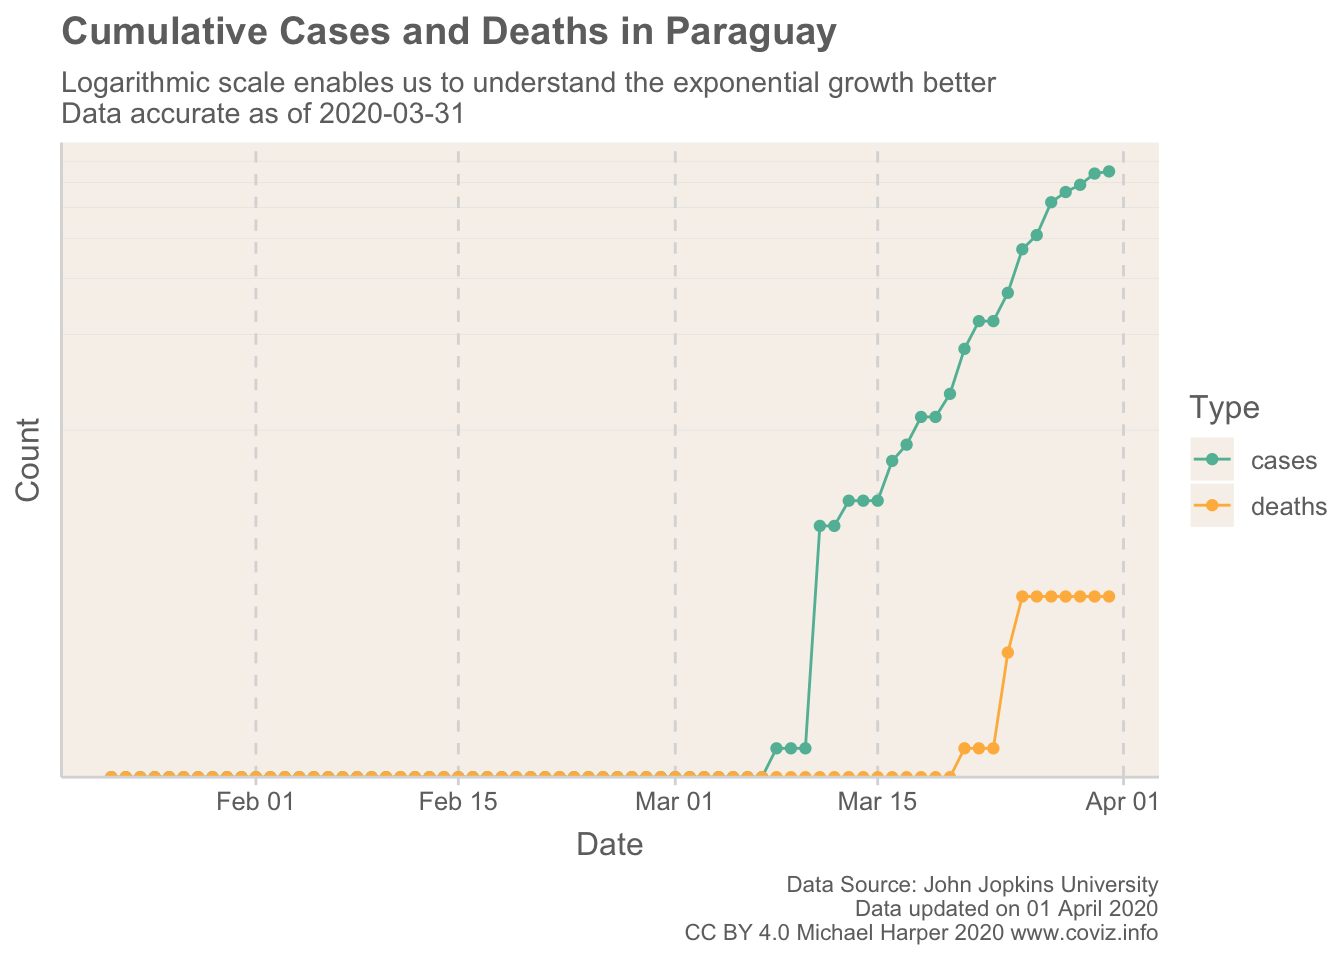 Cumulative Cases and Deaths in Paraguay
Logarithmic scale enables us to understand the exponential growth better
Data accurate as of 2020-03-31
Count
Type
cases
deaths
Feb 01
Feb 15
Mar 01
Mar 15
Apr 01
Date
Data Source: John Jopkins University
Data updated on 01 April 2020
CC BY 4.0 Michael Harper 2020 www.coviz.info